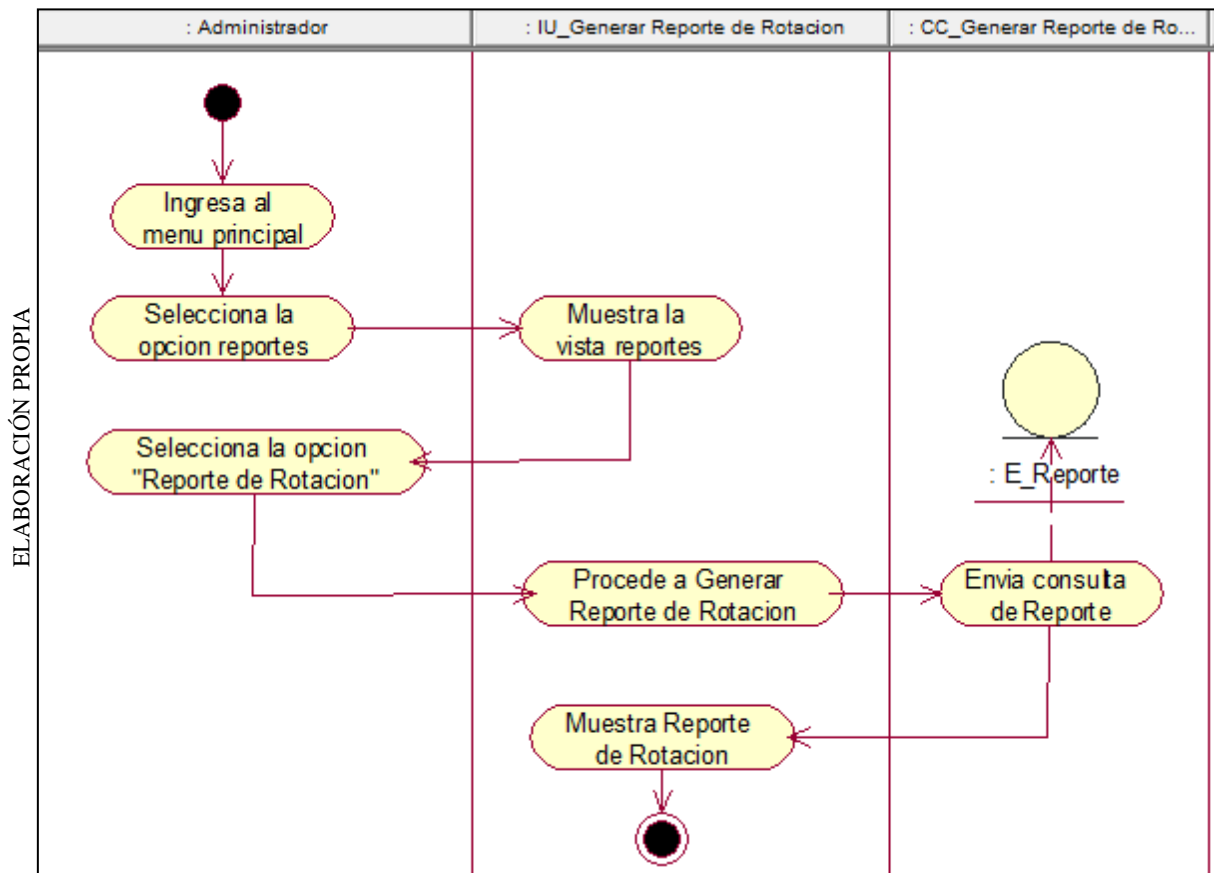 : Administrador
: IU_Generar Reporte de Rotacion
: CC_Generar Reporte de Ro...
Ingresa al
menu principal
Selecciona la
opcion reportes
Muestra la
vista reportes
Selecciona la opcion
"Reporte de Rotacion"
: E_Reporte
Procede a Generar
Reporte de Rotacion
Envia consulta
de Reporte
Muestra Reporte
de Rotacion
ELABORACIÓN PROPIA